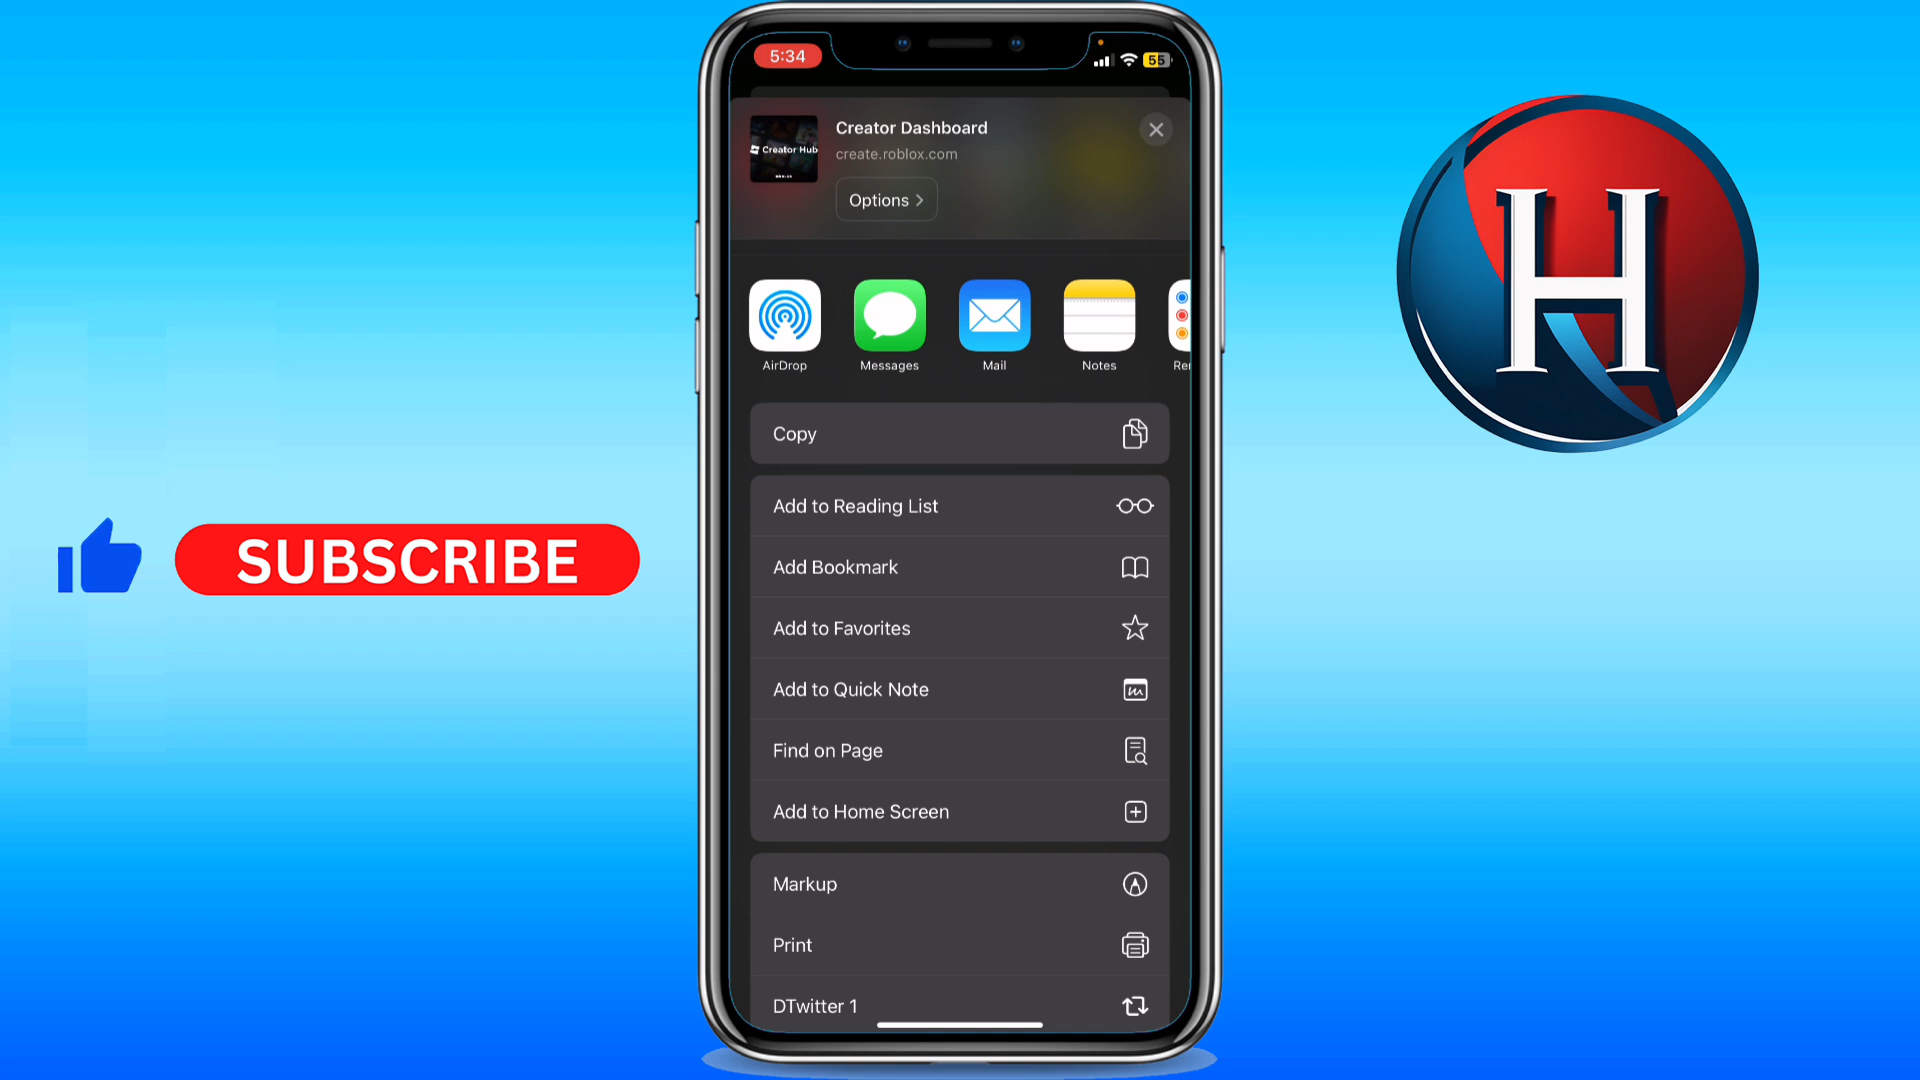 5:34
55
Creator Dashboard
create.roblox.com
Creator Hub
Options
AirDrop
Messages
Mail
Notes
Copy
Add to Reading List
Add Bookmark
Add to Favorites
Add to Quick Note
Find on Page
Add to Home Screen
Markup
Print
DTwitter 1
SUBSCRIBE
H